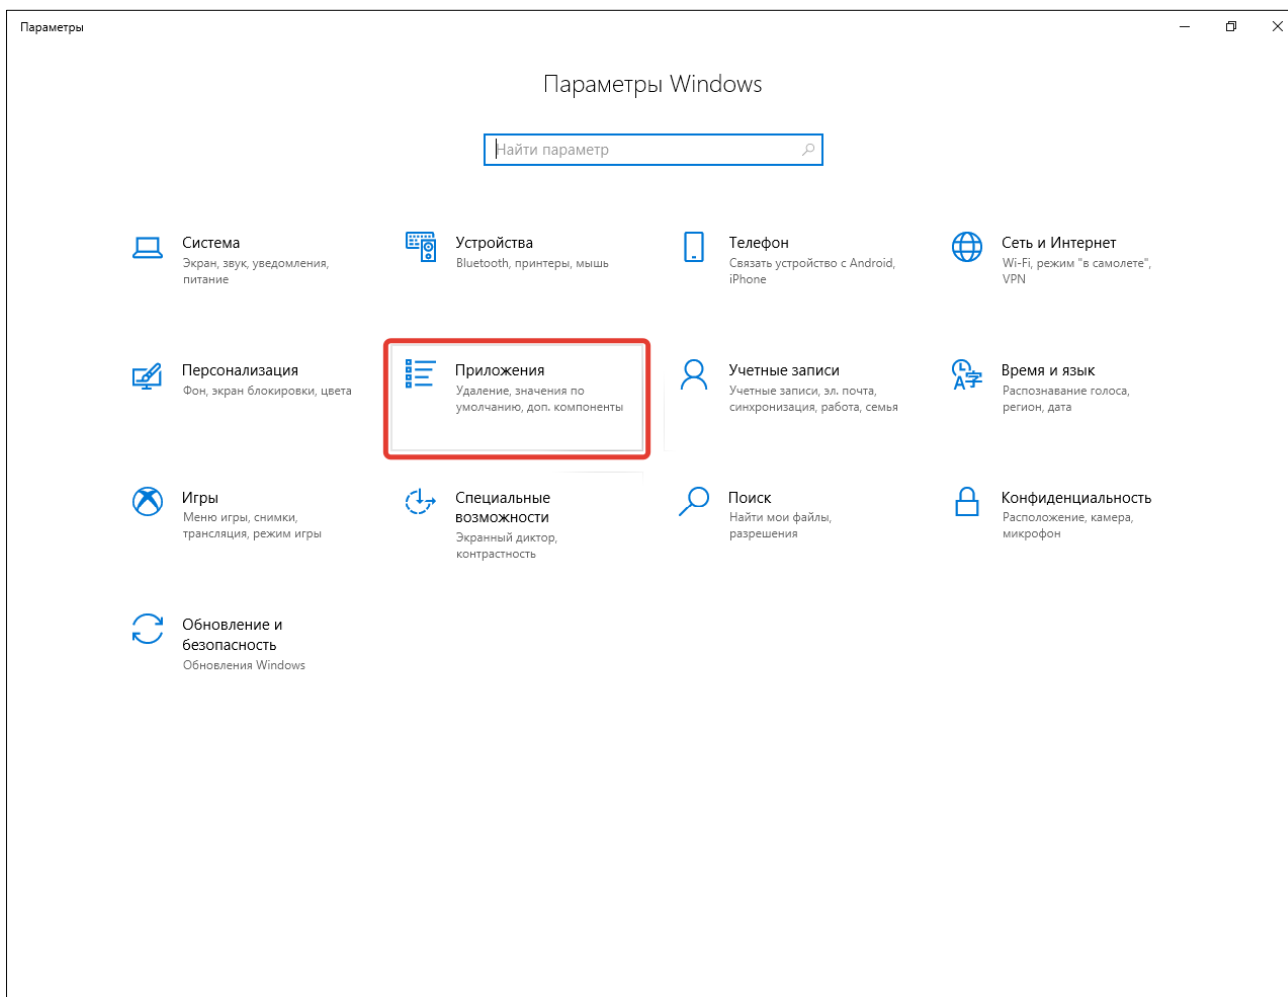 Параметры
Параметры Windows
Найти параметр
Система
Экран, звук, уведомления,
питание
Устройства
Bluetooth, принтеры, мышь
Телефон
Связать устройство с Android,
iPhone
Сеть и Интернет
Wi-Fi, режим "в самолете",
VPN
Персонализация
Фон, экран блокировки, цвета
Приложения
Удаление, значения по
умолчанию, доп. компоненты
Учетные записи
Учетные записи, эл. почта,
синхронизация, работа, семья
Время и язык
Распознавание голоса,
регион, дата
Игры
Меню игры, снимки,
трансляция, режим игры
Специальные
возможности
Экранный диктор,
контрастность
Поиск
Найти мои файлы,
разрешения
Конфиденциальность
Расположение, камера,
микрофон
Обновление и
безопасность
Обновления Windows